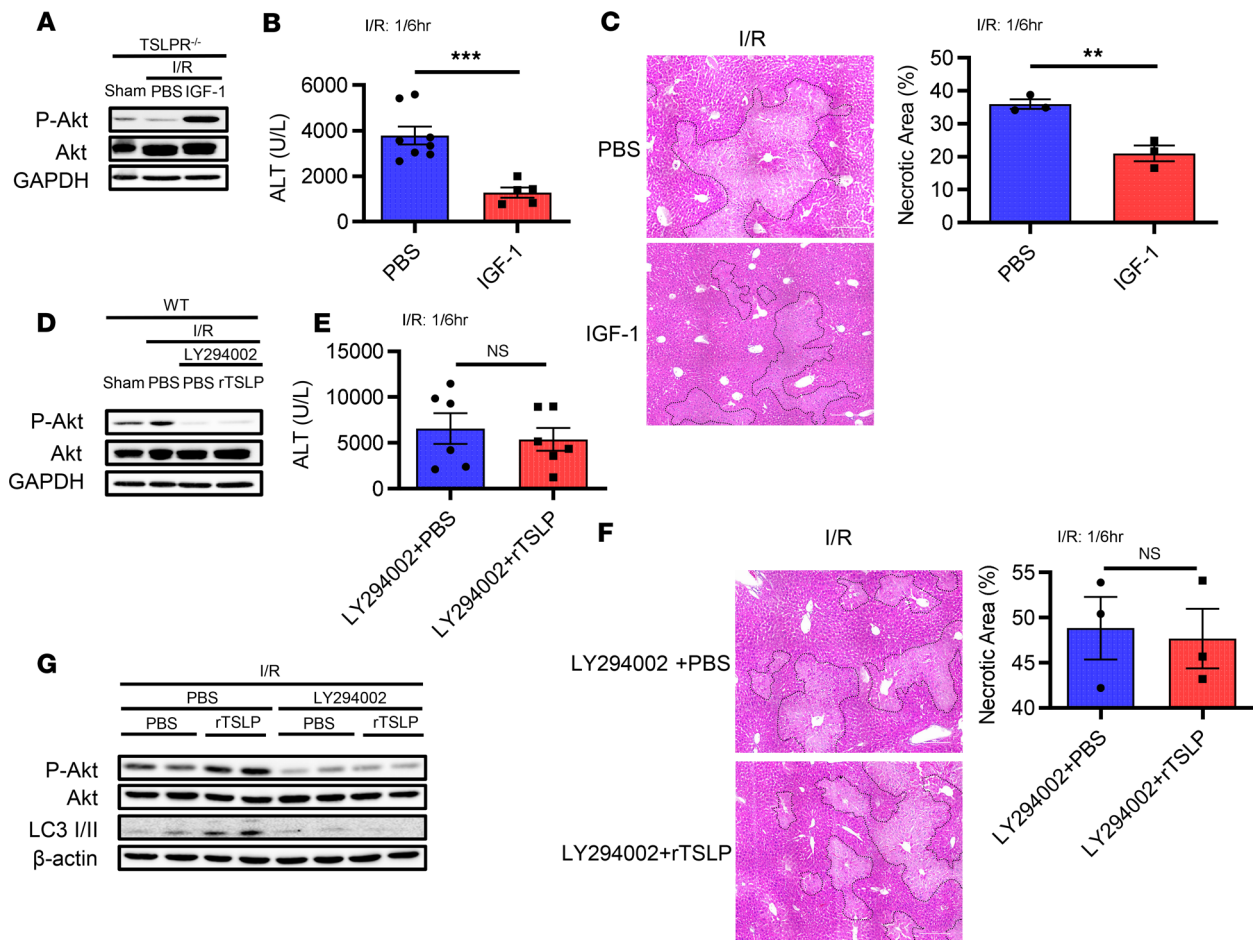 A
TSLPR-/-
I/R
Sham PBS IGF-1
P-Akt
Akt
GAPDH
B
I/R: 1/6hr
***
ALT (U/L)
6000
4000
2000
0
PBS
IGF-1
C
I/R
PBS
IGF-1
I/R: 1/6hr
**
Necrotic Area (%)
50
40
30
20
10
0
PBS
IGF-1
D
WT
I/R
LY294002
Sham PBS PBS rTSLP
P-Akt
Akt
GAPDH
E
I/R: 1/6hr
NS
ALT (U/L)
15000
10000
5000
0
LY294002+PBS
LY294002+rTSLP
F
I/R
LY294002 +PBS
LY294002+rTSLP
I/R: 1/6hr
NS
Necrotic Area (%)
55
50
45
40
LY294002+PBS
LY294002+rTSLP
G
I/R
PBS LY294002
PBS rTSLP PBS rTSLP
P-Akt
Akt
LC3 I/II
β-actin